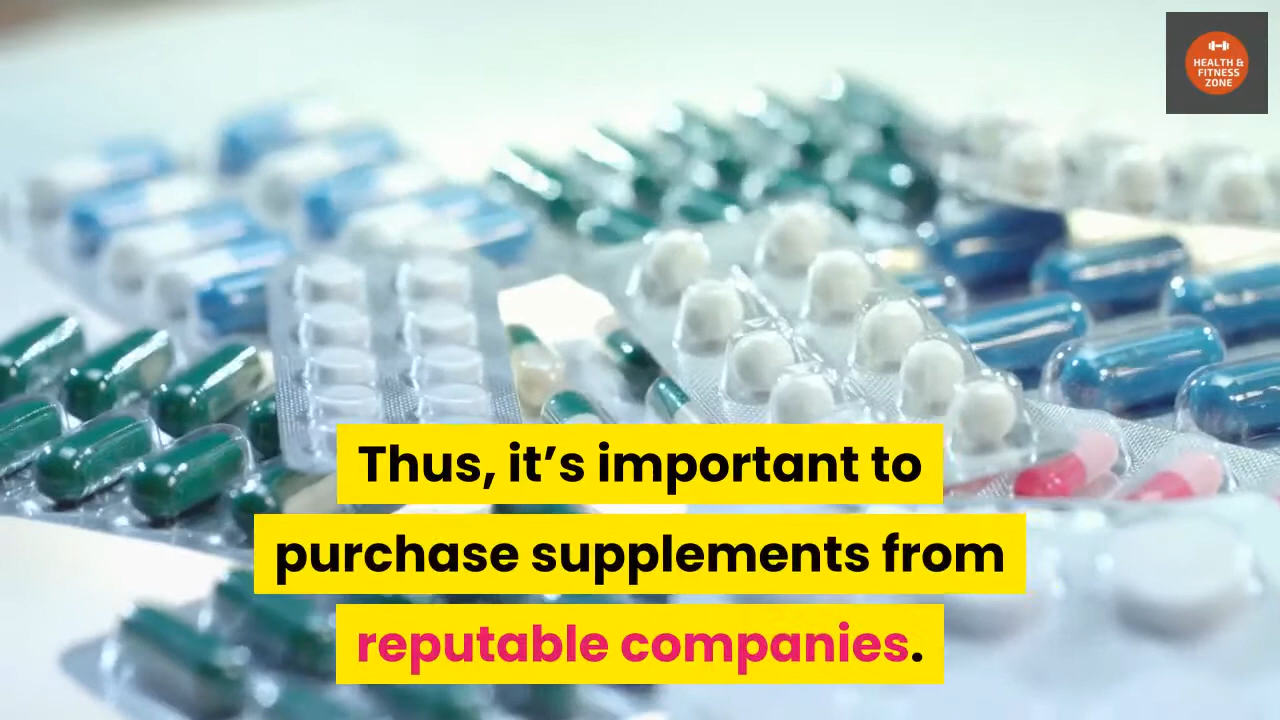 HEALTH &
FITNESS
ZONE
Thus, it’s important to
purchase supplements from
reputable companies.